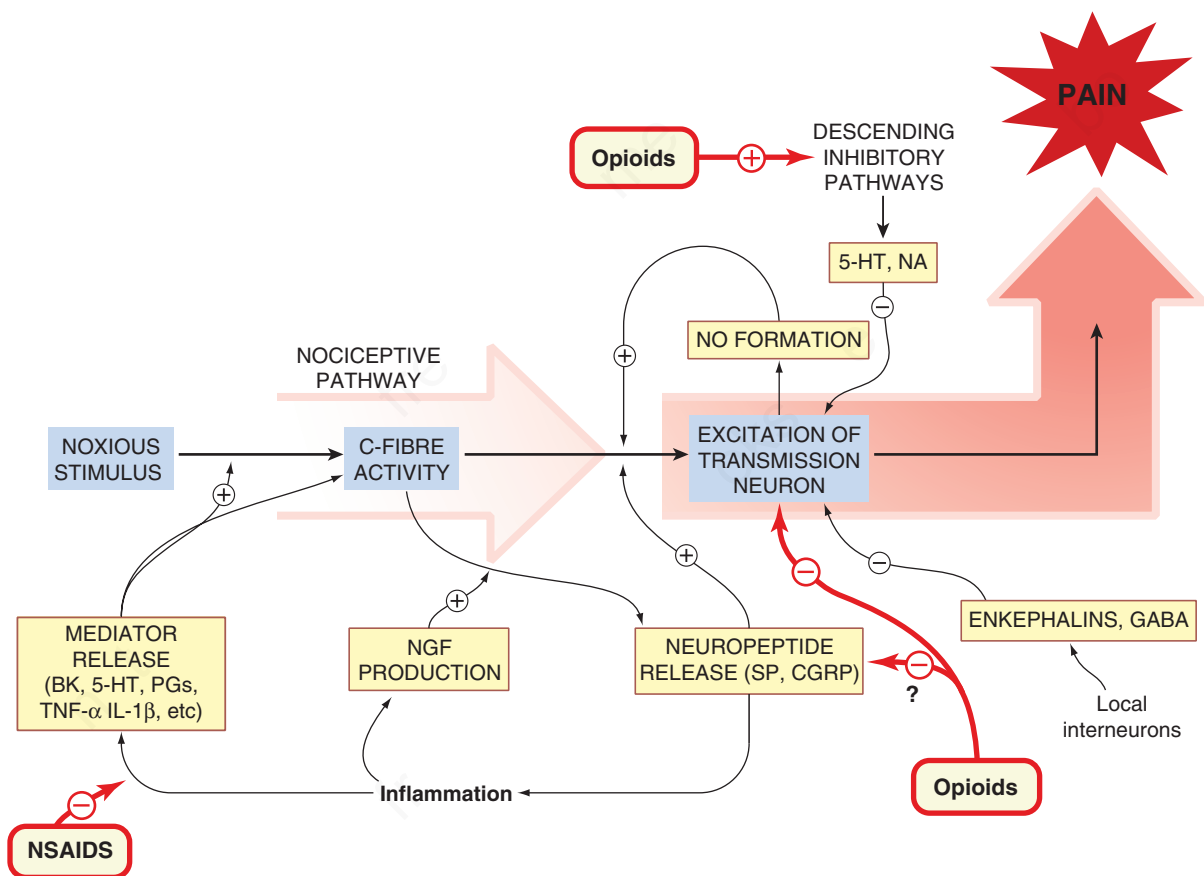 PAIN
Opioids
+
DESCENDING
INHIBITORY
PATHWAYS
5-HT, NA
−
NO FORMATION
+
NOCICEPTIVE
PATHWAY
NOXIOUS
STIMULUS
+
C-FIBRE
ACTIVITY
EXCITATION OF
TRANSMISSION
NEURON
+
+
−
−
MEDIATOR
RELEASE
(BK, 5-HT, PGs,
TNF-α IL-1β, etc)
NGF
PRODUCTION
NEUROPEPTIDE
RELEASE (SP, CGRP)
−
?
ENKEPHALINS, GABA
Local
interneurons
Inflammation
Opioids
−
NSAIDS